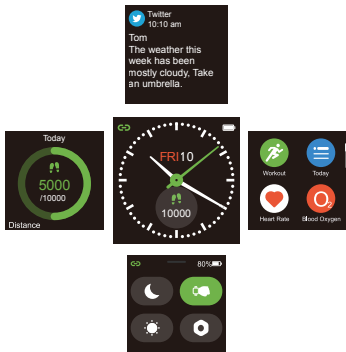 Twitter
10:10 am
Tom
The weather this
week has been
mostly cloudy, Take
an umbrella.
Today
5000
/10000
Distance
FRI10
10000
Workout
Today
Heart Rate
O2
Blood Oxygen
80%